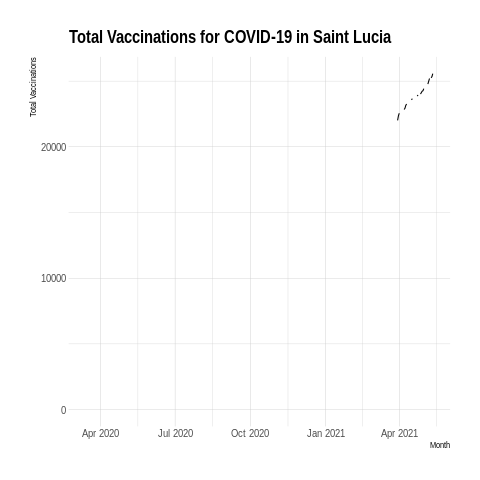 Total Vaccinations for COVID-19 in Saint Lucia
Total Vaccinations
20000
10000
0
Apr 2020 Jul 2020 Oct 2020 Jan 2021 Apr 2021
Month